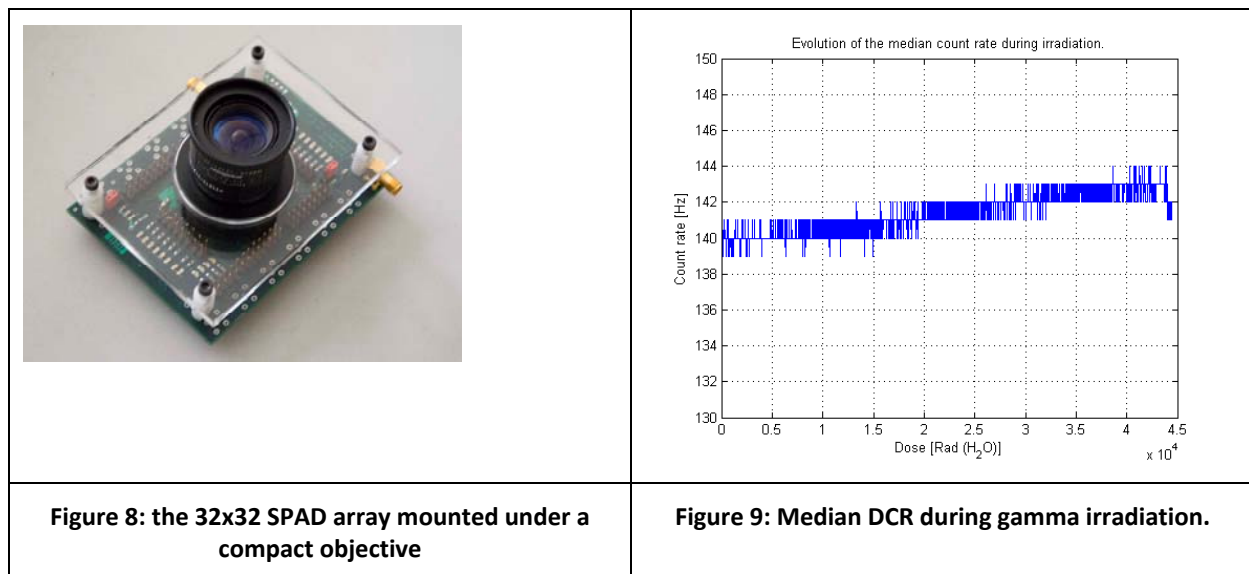 Evolution of the median count rate during irradiation.
150
148
146
144
142
140
138
136
134
132
130
Count rate [Hz]
0 0.5 1 1.5 2 2.5 3 3.5 4 4.5
Dose [Rad (H₂O)]
x 10⁴
Figure 8: the 32x32 SPAD array mounted under a
compact objective
Figure 9: Median DCR during gamma irradiation.